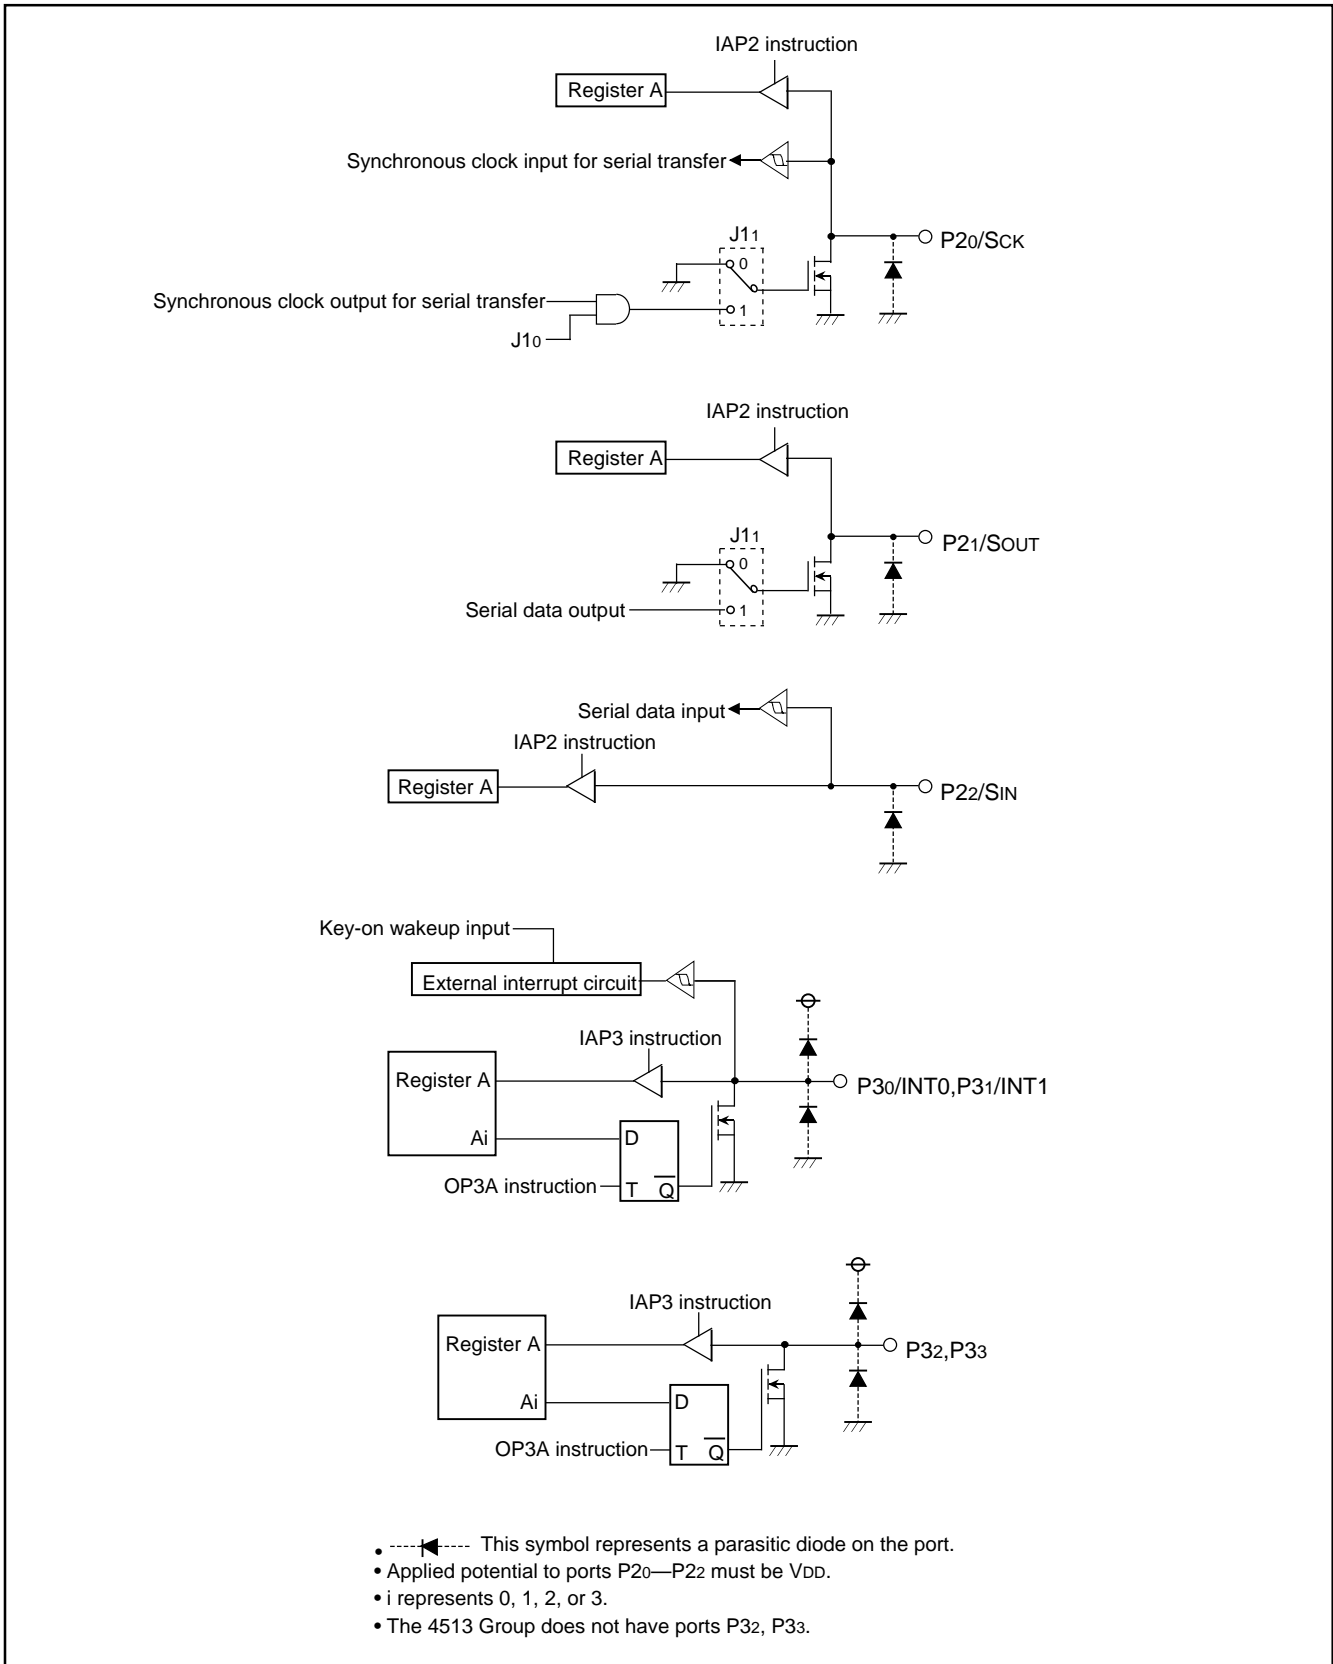 IAP2 instruction
Register A
Synchronous clock input for serial transfer
J11
0
P20/SCK
Synchronous clock output for serial transfer
1
J10
IAP2 instruction
Register A
J11
0
P21/SOUT
Serial data output
1
Serial data input
IAP2 instruction
Register A
P22/SIN
Key-on wakeup input
External interrupt circuit
IAP3 instruction
Register A
P30/INT0,P31/INT1
Ai
D
OP3A instruction
T Q̅
IAP3 instruction
Register A
P32,P33
Ai
D
OP3A instruction
T Q̅
• This symbol represents a parasitic diode on the port.
• Applied potential to ports P20—P22 must be VDD.
• i represents 0, 1, 2, or 3.
• The 4513 Group does not have ports P32, P33.